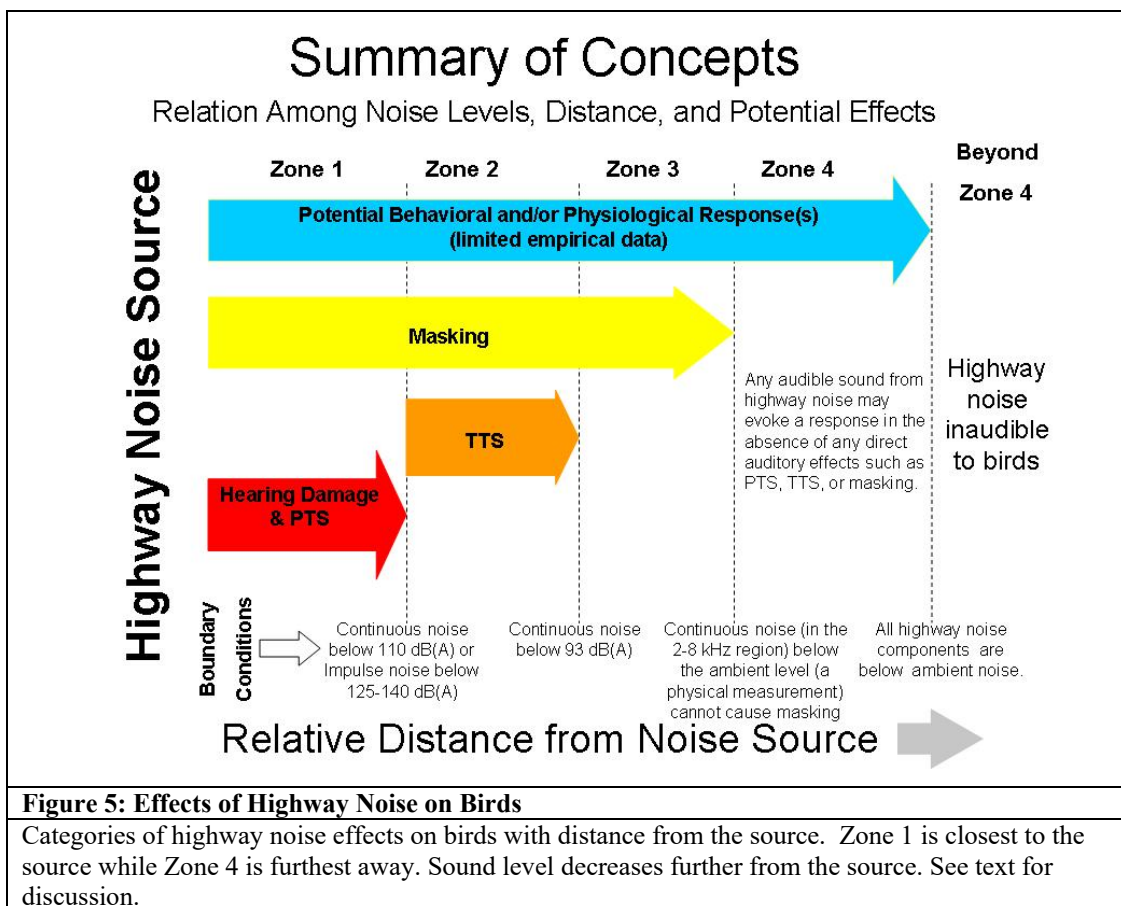 Summary of Concepts
Relation Among Noise Levels, Distance, and Potential Effects
Highway Noise Source
Zone 1
Zone 2
Zone 3
Zone 4
Beyond
Zone 4
Potential Behavioral and/or Physiological Response(s)
(limited empirical data)
Masking
TTS
Hearing Damage
& PTS
Any audible sound from
highway noise may
evoke a response in the
absence of any direct
auditory effects such as
PTS, TTS, or masking.
Highway
noise
inaudible
to birds
Boundary
Conditions
Continuous noise
below 110 dB(A) or
Impulse noise below
125-140 dB(A)
Continuous noise
below 93 dB(A)
Continuous noise (in the
2-8 kHz region) below
the ambient level (a
physical measurement)
cannot cause masking
All highway noise
components are
below ambient noise.
Relative Distance from Noise Source
Figure 5: Effects of Highway Noise on Birds
Categories of highway noise effects on birds with distance from the source. Zone 1 is closest to the
source while Zone 4 is furthest away. Sound level decreases further from the source. See text for
discussion.